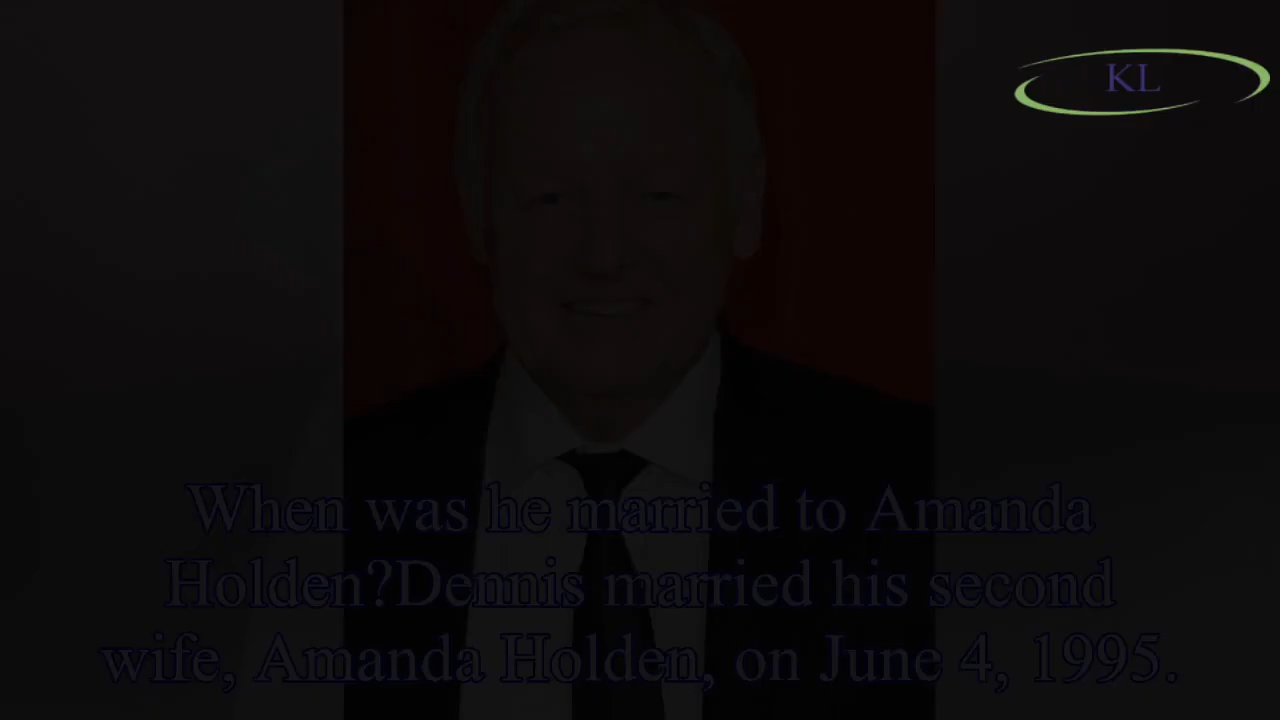 KL
When was he married to Amanda
Holden?Dennis married his second
wife, Amanda Holden, on June 4, 1995.